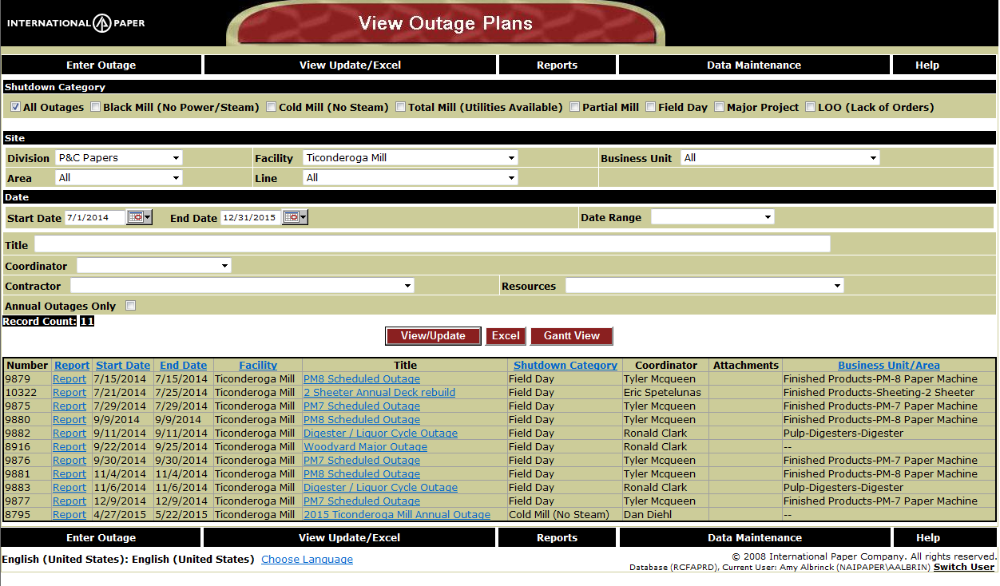 INTERNATIONAL PAPER
View Outage Plans
Enter Outage View Update/Excel Reports Data Maintenance Help
Shutdown Category
All Outages Black Mill (No Power/Steam) Cold Mill (No Steam) Total Mill (Utilities Available) Partial Mill Field Day Major Project LOO (Lack of Orders)
Site
Division P&C Papers Facility Ticonderoga Mill Business Unit All
Area All Line All
Date
Start Date 7/1/2014 End Date 12/31/2015 Date Range
Title
Coordinator
Contractor Resources
Annual Outages Only
Record Count: 11
View/Update Excel Gantt View
Number Report Start Date End Date Facility Title Shutdown Category Coordinator Attachments Business Unit/Area
9879 Report 7/15/2014 7/15/2014 Ticonderoga Mill PM8 Scheduled Outage Field Day Tyler Mcqueen Finished Products-PM-8 Paper Machine
10322 Report 7/21/2014 7/25/2014 Ticonderoga Mill 2 Sheeter Annual Deck rebuild Field Day Eric Spetelunas Finished Products-Sheeting-2 Sheeter
9875 Report 7/29/2014 7/29/2014 Ticonderoga Mill PM7 Scheduled Outage Field Day Tyler Mcqueen Finished Products-PM-7 Paper Machine
9880 Report 9/9/2014 9/9/2014 Ticonderoga Mill PM8 Scheduled Outage Field Day Tyler Mcqueen Finished Products-PM-8 Paper Machine
9882 Report 9/11/2014 9/11/2014 Ticonderoga Mill Digester / Liquor Cycle Outage Field Day Ronald Clark Pulp-Digesters-Digester
8916 Report 9/22/2014 9/25/2014 Ticonderoga Mill Woodyard Major Outage Field Day Ronald Clark --
9876 Report 9/30/2014 9/30/2014 Ticonderoga Mill PM7 Scheduled Outage Field Day Tyler Mcqueen Finished Products-PM-7 Paper Machine
9881 Report 11/4/2014 11/4/2014 Ticonderoga Mill PM8 Scheduled Outage Field Day Tyler Mcqueen Finished Products-PM-8 Paper Machine
9883 Report 11/6/2014 11/6/2014 Ticonderoga Mill Digester / Liquor Cycle Outage Field Day Ronald Clark Pulp-Digesters-Digester
9877 Report 12/9/2014 12/9/2014 Ticonderoga Mill PM7 Scheduled Outage Field Day Tyler Mcqueen Finished Products-PM-7 Paper Machine
8795 Report 4/27/2015 5/22/2015 Ticonderoga Mill 2015 Ticonderoga Mill Annual Outage Cold Mill (No Steam) Dan Diehl --
Enter Outage View Update/Excel Reports Data Maintenance Help
English (United States): English (United States) Choose Language © 2008 International Paper Company. All rights reserved.
Database (RCFAPRD), Current User: Amy Albrinck (NAIPAPER\AALBRIN) Switch User